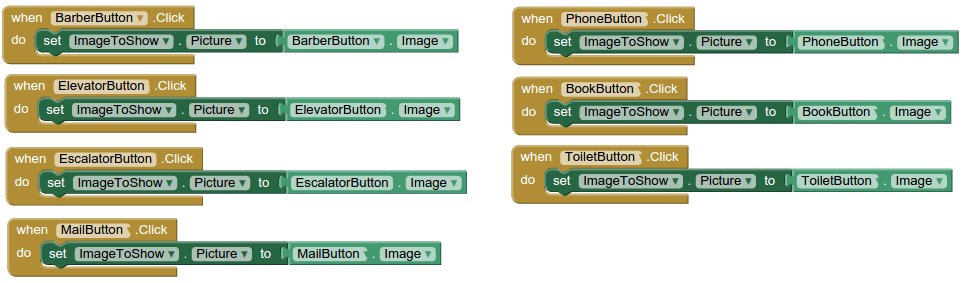 when BarberButton .Click
do set ImageToShow . Picture to BarberButton . Image
when ElevatorButton .Click
do set ImageToShow . Picture to ElevatorButton . Image
when EscalatorButton .Click
do set ImageToShow . Picture to EscalatorButton . Image
when MailButton .Click
do set ImageToShow . Picture to MailButton . Image
when PhoneButton .Click
do set ImageToShow . Picture to PhoneButton . Image
when BookButton .Click
do set ImageToShow . Picture to BookButton . Image
when ToiletButton .Click
do set ImageToShow . Picture to ToiletButton . Image